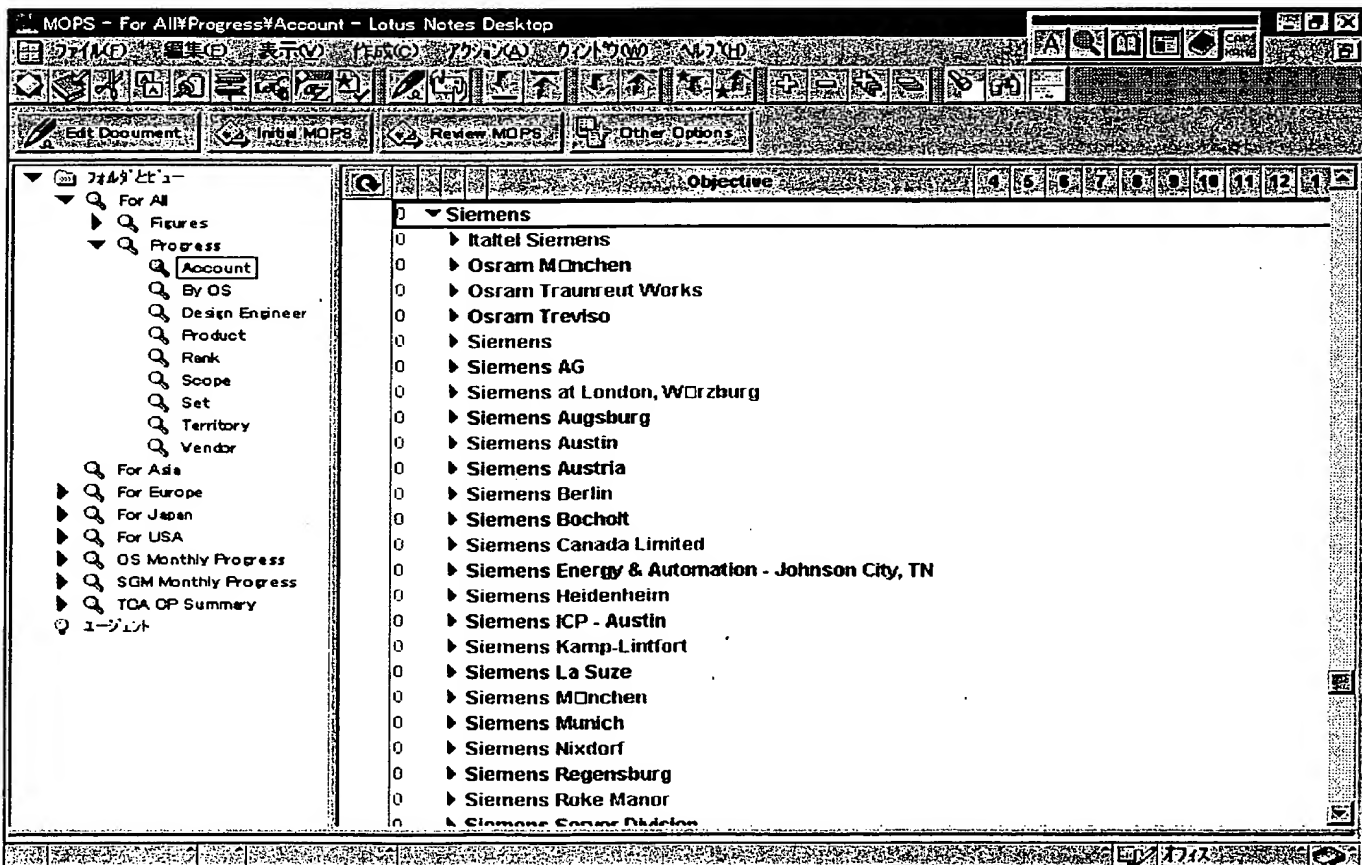 MOPS - For All¥Progress¥Account - Lotus Notes Desktop
ファイル(F) 編集(E) 表示(V) 作成(C) アクション(A) ウィンドウ(W) ヘルプ(H)
Edit Document Initial MOPS Review MOPS Other Options
フォルダとビュー
For All
Figures
Progress
Account
By OS
Design Engineer
Product
Rank
Scope
Set
Territory
Vendor
For Asia
For Europe
For Japan
For USA
OS Monthly Progress
SGM Monthly Progress
TCA OP Summary
エージェント
Objective 4 5 6 7 8 9 10 11 12 1
0 Siemens
0 Italtel Siemens
0 Osram M□nchen
0 Osram Traunreut Works
0 Osram Treviso
0 Siemens
0 Siemens AG
0 Siemens at London, W□rzburg
0 Siemens Augsburg
0 Siemens Austin
0 Siemens Austria
0 Siemens Berlin
0 Siemens Bocholt
0 Siemens Canada Limited
0 Siemens Energy & Automation - Johnson City, TN
0 Siemens Heidenheim
0 Siemens ICP - Austin
0 Siemens Kamp-Lintfort
0 Siemens La Suze
0 Siemens M□nchen
0 Siemens Munich
0 Siemens Nixdorf
0 Siemens Regensburg
0 Siemens Roke Manor
0 Siemens Server Division
オフィス